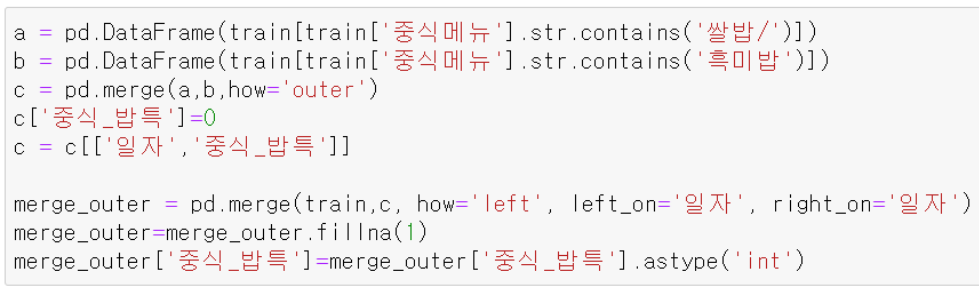 a = pd.DataFrame(train[train['중식메뉴'].str.contains('쌀밥/')])
b = pd.DataFrame(train[train['중식메뉴'].str.contains('흑미밥')])
c = pd.merge(a,b,how='outer')
c['중식_밥특']=0
c = c[['일자','중식_밥특']]

merge_outer = pd.merge(train,c, how='left', left_on='일자', right_on='일자')
merge_outer=merge_outer.fillna(1)
merge_outer['중식_밥특']=merge_outer['중식_밥특'].astype('int')